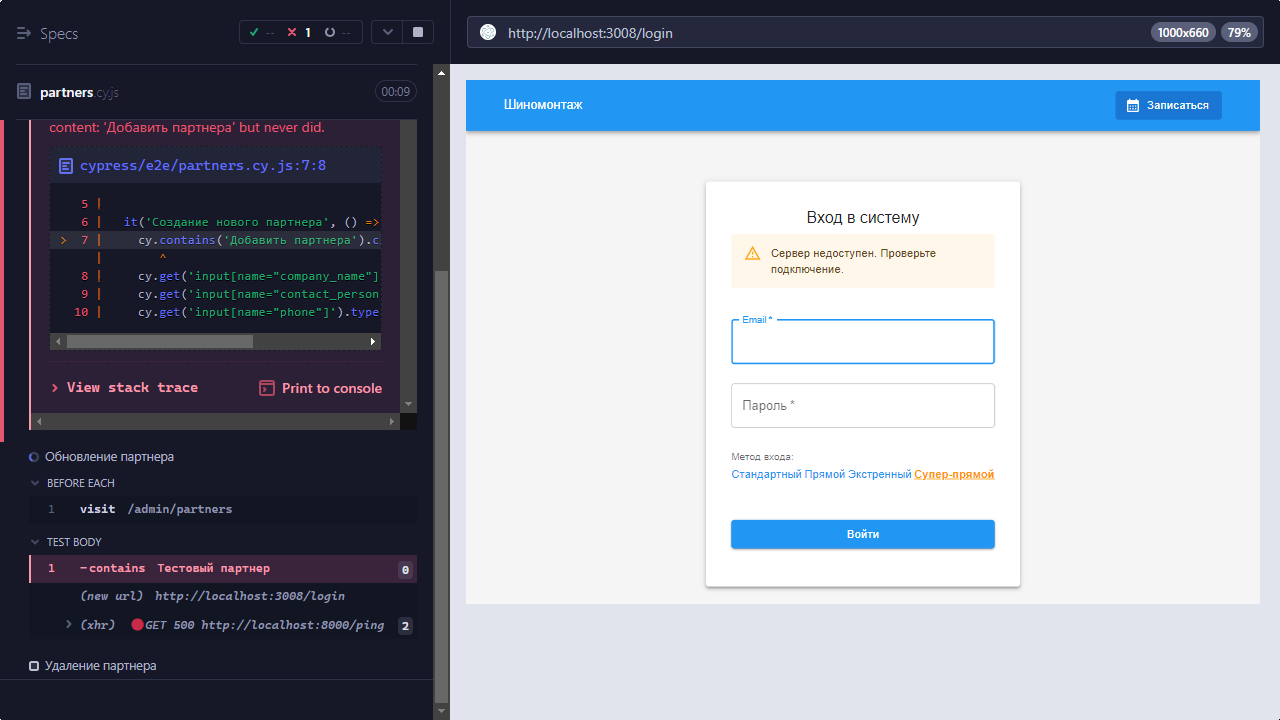 Specs
-- 1 --
partners.cy.js
00:09
content: 'Добавить партнера' but never did.
cypress/e2e/partners.cy.js:7:8
5 |
6 | it('Создание нового партнера', () =>
> 7 | cy.contains('Добавить партнера').c
| ^
8 | cy.get('input[name="company_name"]
9 | cy.get('input[name="contact_person
10 | cy.get('input[name="phone"]').type
> View stack trace
Print to console
Обновление партнера
BEFORE EACH
1 visit /admin/partners
TEST BODY
1 -contains Тестовый партнер 0
(new url) http://localhost:3008/login
(xhr) GET 500 http://localhost:8000/ping 2
Удаление партнера
http://localhost:3008/login
1000x660
79%
Шиномонтаж
Записаться
Вход в систему
Сервер недоступен. Проверьте
подключение.
Email *
Пароль *
Метод входа:
Стандартный Прямой Экстренный Супер-прямой
Войти